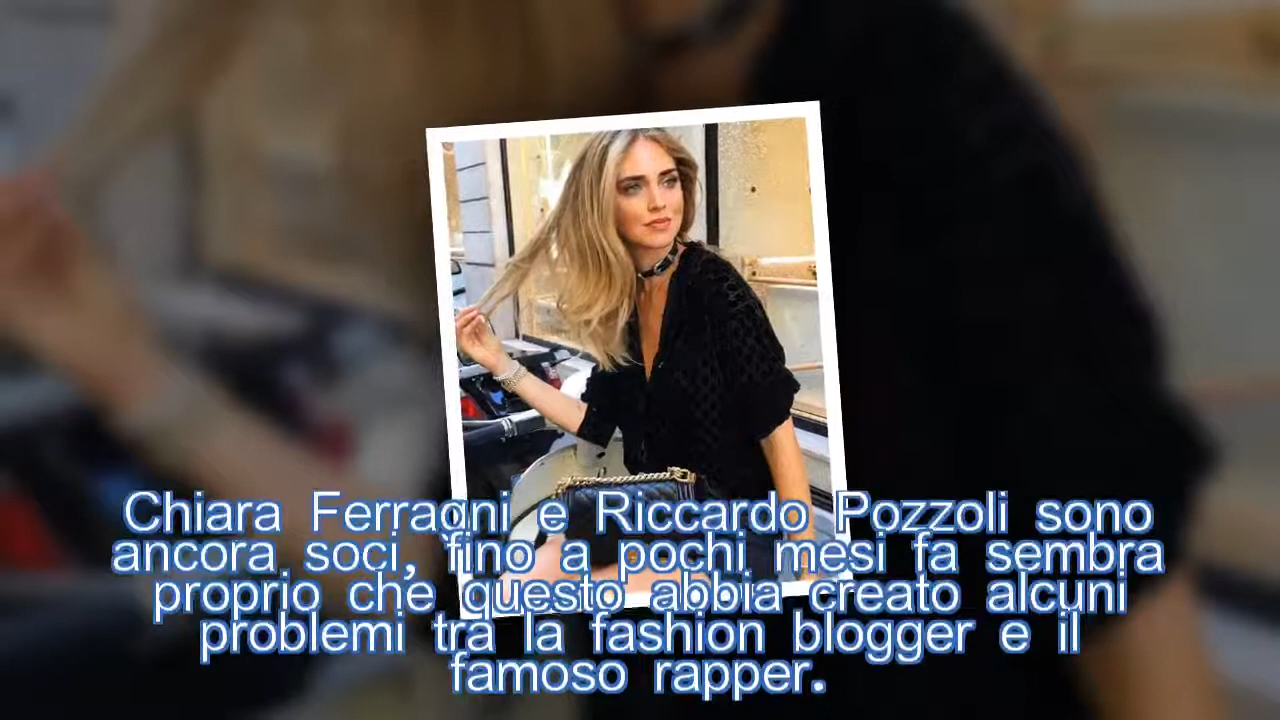 Chiara Ferragni e Riccardo Pozzoli sono
ancora soci, fino a pochi mesi fa sembra
proprio che questo abbia creato alcuni
problemi tra la fashion blogger e il
famoso rapper.